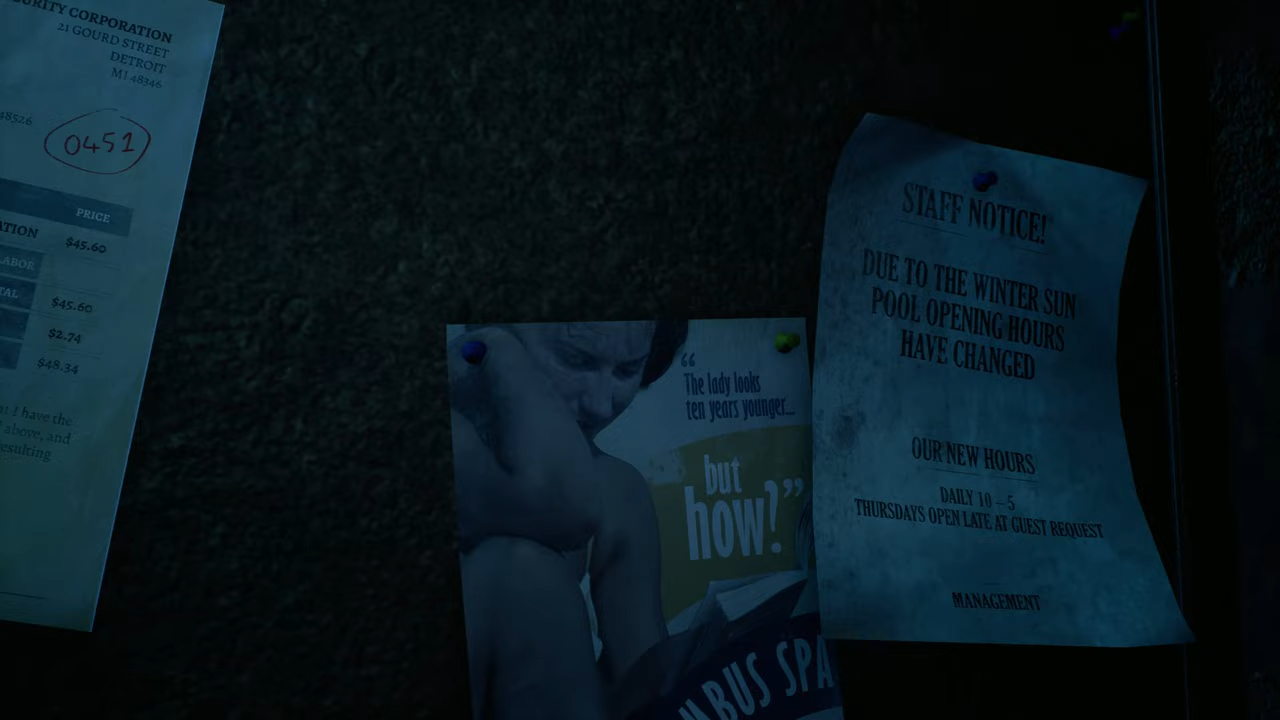 URITY CORPORATION
21 GOURD STREET
DETROIT
MI 48346
48526
0451
PRICE
ATION $45.60
LABOR
TAL $45.60
$2.74
$48.34
I have the
above, and
resulting
“
The lady looks
ten years younger...
but
how?”
BUS SPA
STAFF NOTICE!
DUE TO THE WINTER SUN
POOL OPENING HOURS
HAVE CHANGED
OUR NEW HOURS
DAILY 10 – 5
THURSDAYS OPEN LATE AT GUEST REQUEST
MANAGEMENT